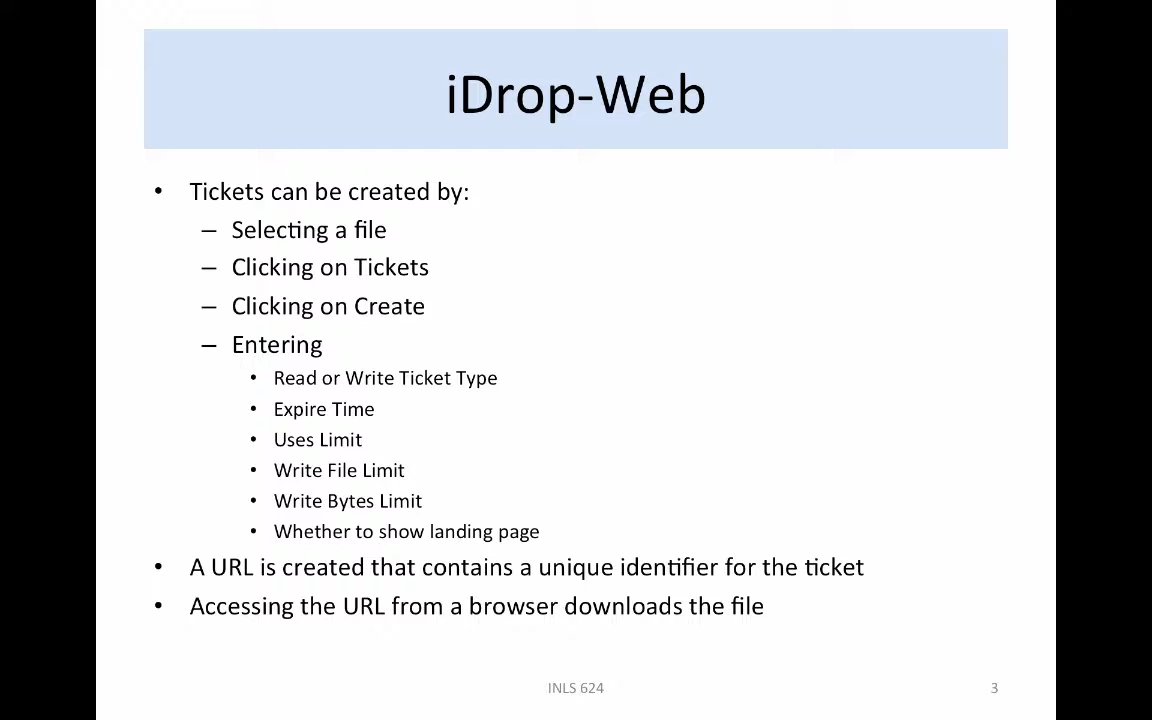 iDrop-Web
• Tickets can be created by:
– Selecting a file
– Clicking on Tickets
– Clicking on Create
– Entering
• Read or Write Ticket Type
• Expire Time
• Uses Limit
• Write File Limit
• Write Bytes Limit
• Whether to show landing page
• A URL is created that contains a unique identifier for the ticket
• Accessing the URL from a browser downloads the file
INLS 624
3